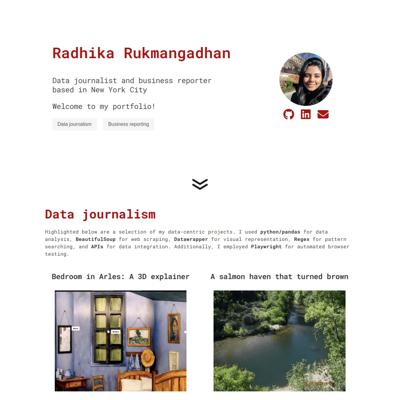 Radhika Rukmangadhan
Data journalist and business reporter
based in New York City
Welcome to my portfolio!
Data journalism
Business reporting
Data journalism
Highlighted below are a selection of my data-centric projects. I used python/pandas for data
analysis, BeautifulSoup for web scraping, Datawrapper for visual representation, Regex for pattern
searching, and APIs for data integration. Additionally, I employed Playwright for automated browser
testing.
Bedroom in Arles: A 3D explainer
A salmon haven that turned brown